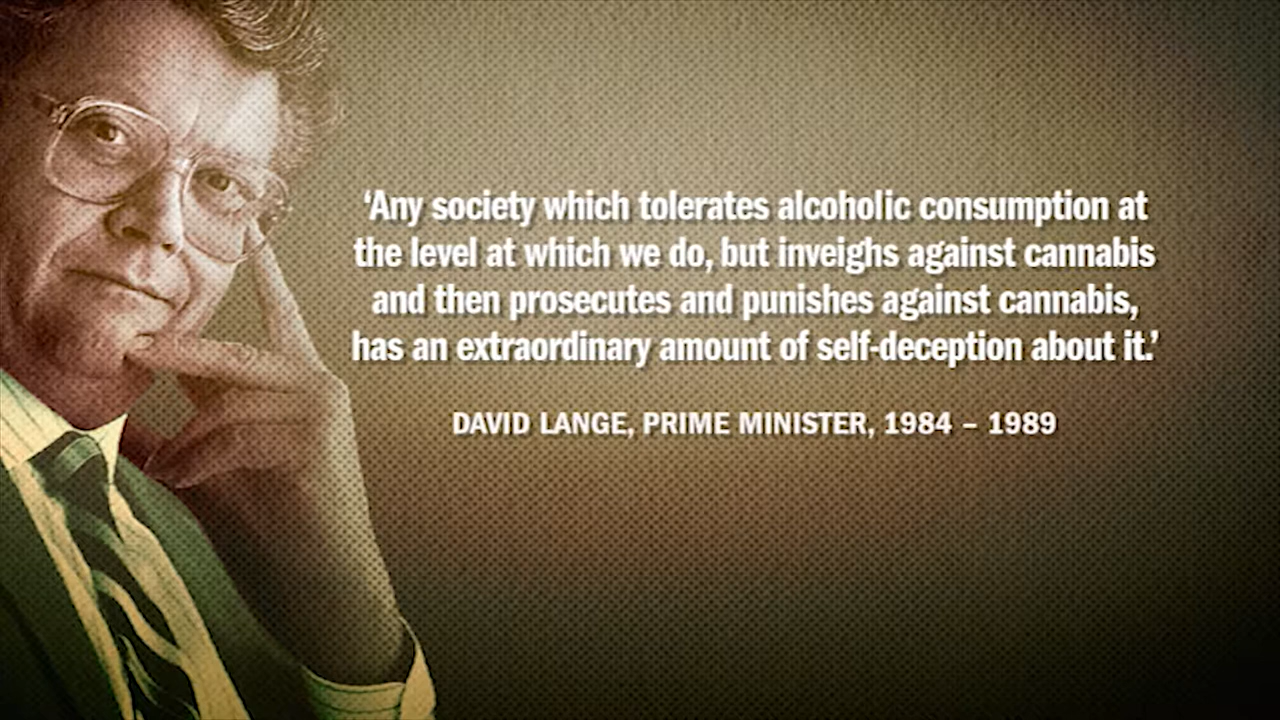 ‘Any society which tolerates alcoholic consumption at
the level at which we do, but inveighs against cannabis
and then prosecutes and punishes against cannabis,
has an extraordinary amount of self-deception about it.’
DAVID LANGE, PRIME MINISTER, 1984 – 1989